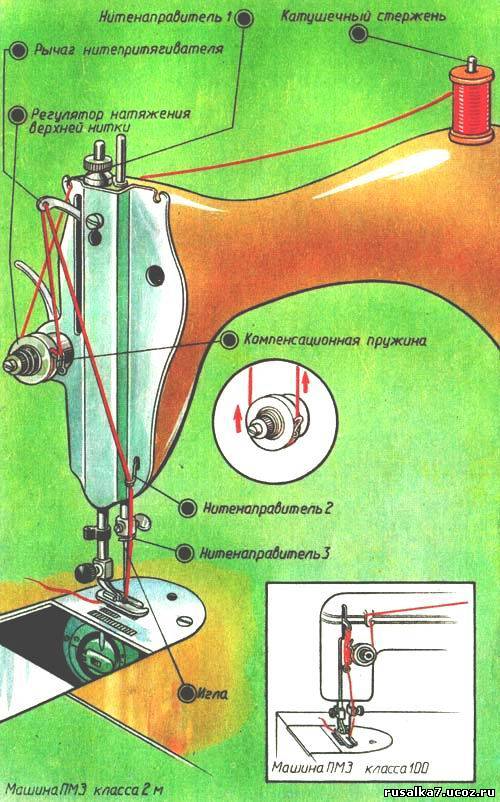 Нитенаправитель 1
Катушечный стержень
Рычаг нитепритягивателя
Регулятор натяжения
верхней нитки
Компенсационная пружина
Нитенаправитель 2
Нитенаправитель 3
Игла
Машина ПМЗ класса 100
Машина ПМЗ класса 2 м
rusalka7.ucoz.ru